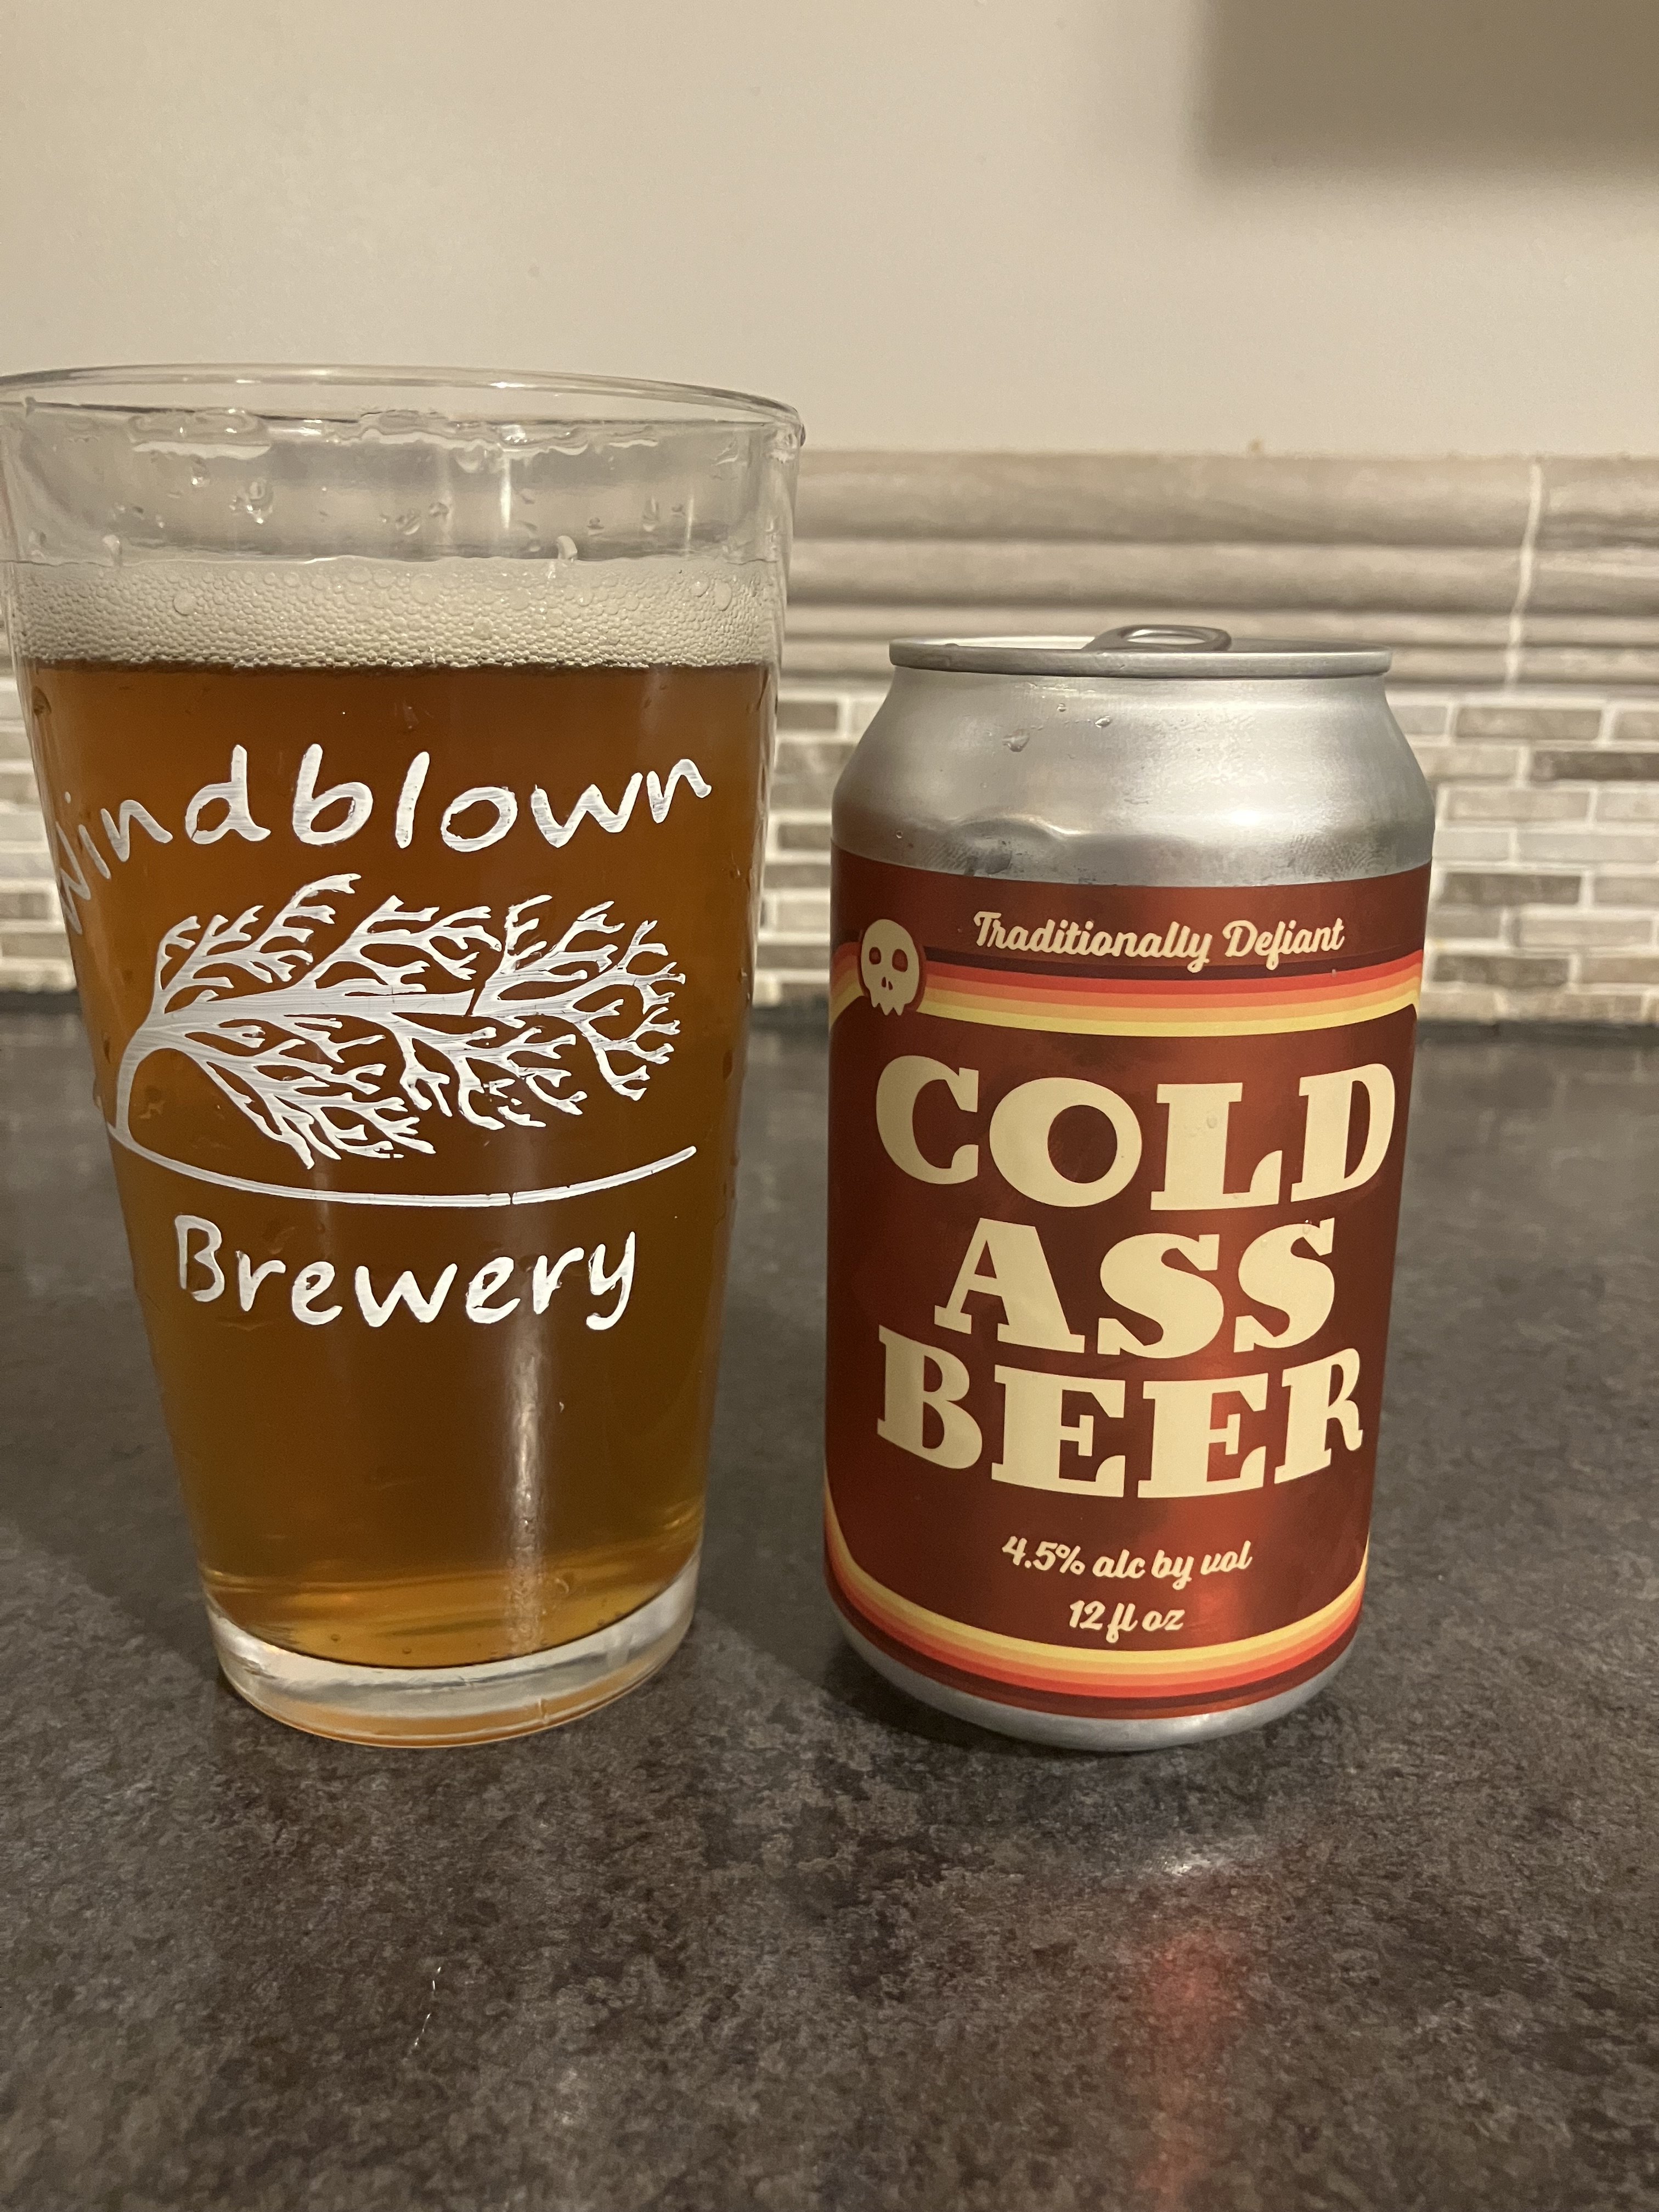 Windblown
Brewery
Traditionally Defiant
COLD
ASS
BEER
4.5% alc by vol
12 fl oz